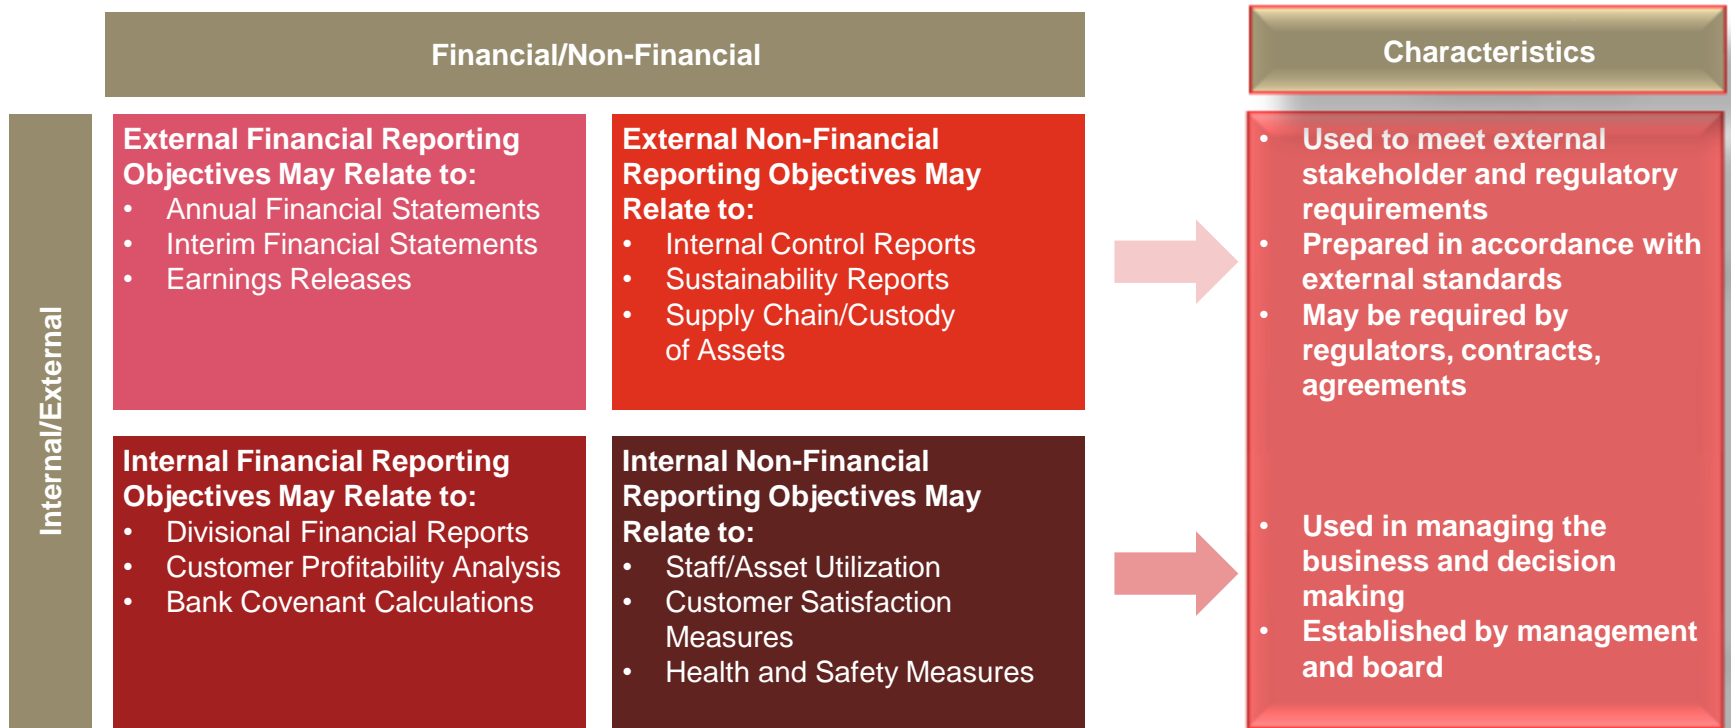 Financial/Non-Financial
Characteristics
Internal/External
External Financial Reporting
Objectives May Relate to:
• Annual Financial Statements
• Interim Financial Statements
• Earnings Releases
External Non-Financial
Reporting Objectives May
Relate to:
• Internal Control Reports
• Sustainability Reports
• Supply Chain/Custody
of Assets
• Used to meet external
stakeholder and regulatory
requirements
• Prepared in accordance with
external standards
• May be required by
regulators, contracts,
agreements
Internal Financial Reporting
Objectives May Relate to:
• Divisional Financial Reports
• Customer Profitability Analysis
• Bank Covenant Calculations
Internal Non-Financial
Reporting Objectives May
Relate to:
• Staff/Asset Utilization
• Customer Satisfaction
Measures
• Health and Safety Measures
• Used in managing the
business and decision
making
• Established by management
and board